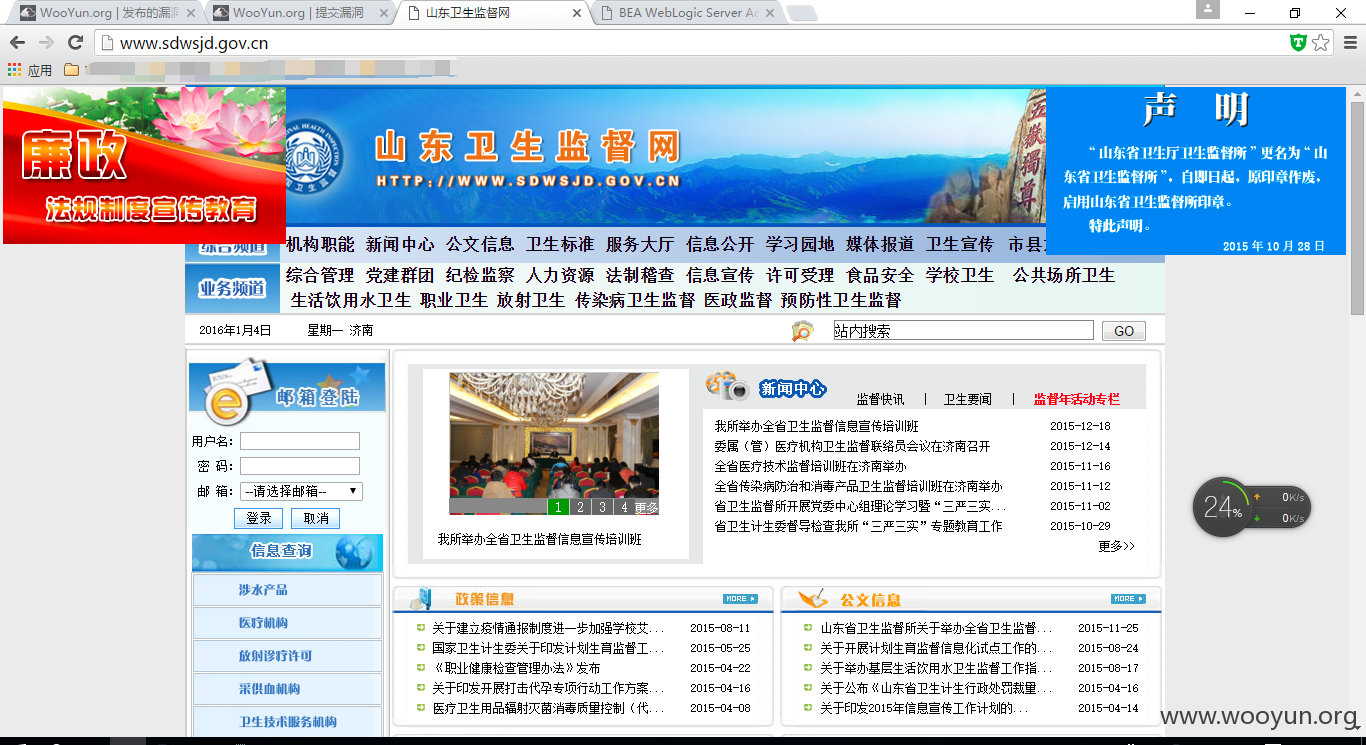 WooYun.org | 发布的漏洞
WooYun.org | 提交漏洞
山东卫生监督网
BEA WebLogic Server Ad
www.sdwsjd.gov.cn
应用
廉政
法规制度宣传教育
山东卫生监督网
HTTP://WWW.SDWSJD.GOV.CN
五嶽獨尊
声 明
“山东省卫生厅卫生监督所”更名为“山
东省卫生监督所”，自即日起，原印章作废，
启用山东省卫生监督所印章。
特此声明。
2015 年 10 月 28 日
综合频道 机构职能 新闻中心 公文信息 卫生标准 服务大厅 信息公开 学习园地 媒体报道 卫生宣传 市县
业务频道 综合管理 党建群团 纪检监察 人力资源 法制稽查 信息宣传 许可受理 食品安全 学校卫生 公共场所卫生
生活饮用水卫生 职业卫生 放射卫生 传染病卫生监督 医政监督 预防性卫生监督
2016年1月4日 星期一 济南
站内搜索 GO
邮箱登陆
用户名：
密 码：
邮 箱： --请选择邮箱--
登录 取消
信息查询
涉水产品
医疗机构
放射诊疗许可
采供血机构
卫生技术服务机构
1 2 3 4 更多
我所举办全省卫生监督信息宣传培训班
新闻中心 监督快讯 | 卫生要闻 | 监督年活动专栏
我所举办全省卫生监督信息宣传培训班 2015-12-18
委属（管）医疗机构卫生监督联络员会议在济南召开 2015-12-14
全省医疗技术监督培训班在济南举办 2015-11-16
全省传染病防治和消毒产品卫生监督培训班在济南举办 2015-11-12
省卫生监督所开展党委中心组理论学习暨“三严三实... 2015-11-02
省卫生计生委督导检查我所“三严三实”专题教育工作 2015-10-29
更多>>
政策信息 MORE
关于建立疫情通报制度进一步加强学校艾... 2015-08-11
国家卫生计生委关于印发计划生育监督工... 2015-05-25
《职业健康检查管理办法》发布 2015-04-22
关于印发开展打击代孕专项行动工作方案... 2015-04-16
医疗卫生用品辐射灭菌消毒质量控制（代... 2015-04-08
公文信息 MORE
山东省卫生监督所关于举办全省卫生监督... 2015-11-25
关于开展计划生育监督信息化试点工作的... 2015-08-24
关于举办基层生活饮用水卫生监督工作指... 2015-08-17
关于公布《山东省卫生计生行政处罚裁量... 2015-04-16
关于印发2015年信息宣传工作计划的... 2015-04-14
24%
0K/s
0K/s
www.wooyun.org